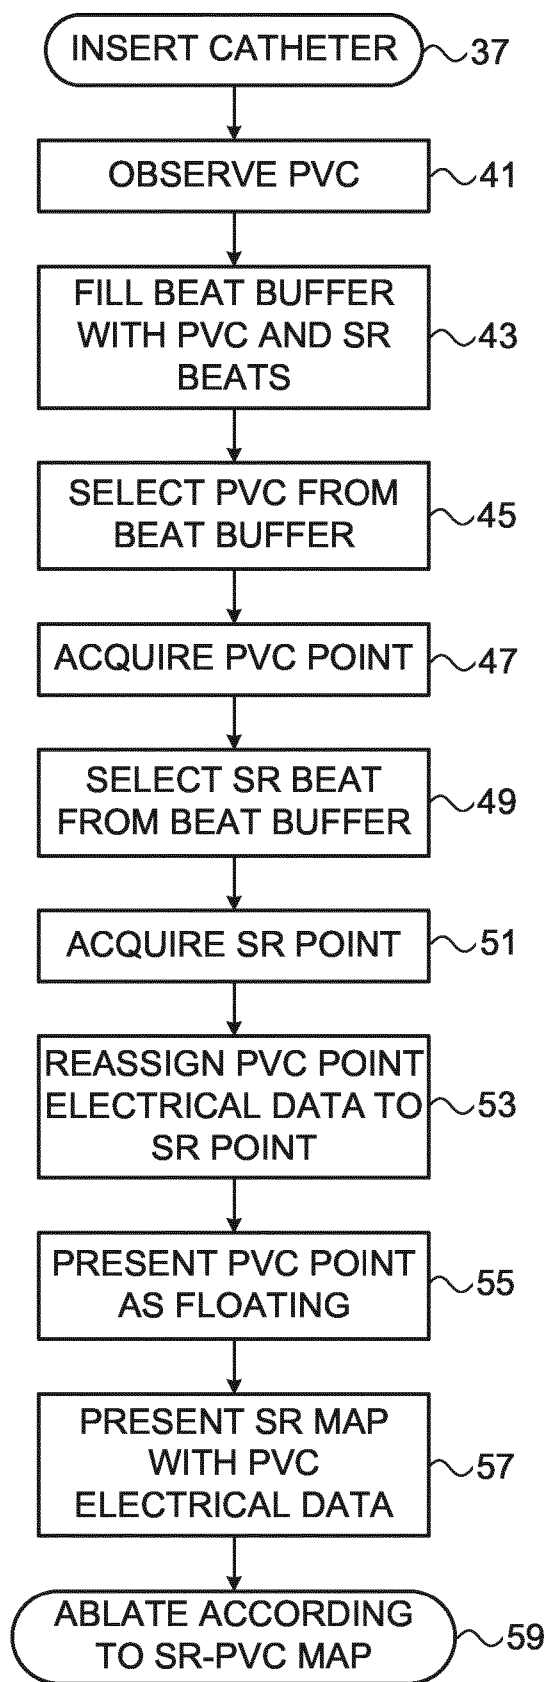 INSERT CATHETER
37
OBSERVE PVC
41
FILL BEAT BUFFER
WITH PVC AND SR
BEATS
43
SELECT PVC FROM
BEAT BUFFER
45
ACQUIRE PVC POINT
47
SELECT SR BEAT
FROM BEAT BUFFER
49
ACQUIRE SR POINT
51
REASSIGN PVC POINT
ELECTRICAL DATA TO
SR POINT
53
PRESENT PVC POINT
AS FLOATING
55
PRESENT SR MAP
WITH PVC
ELECTRICAL DATA
57
ABLATE ACCORDING
TO SR-PVC MAP
59